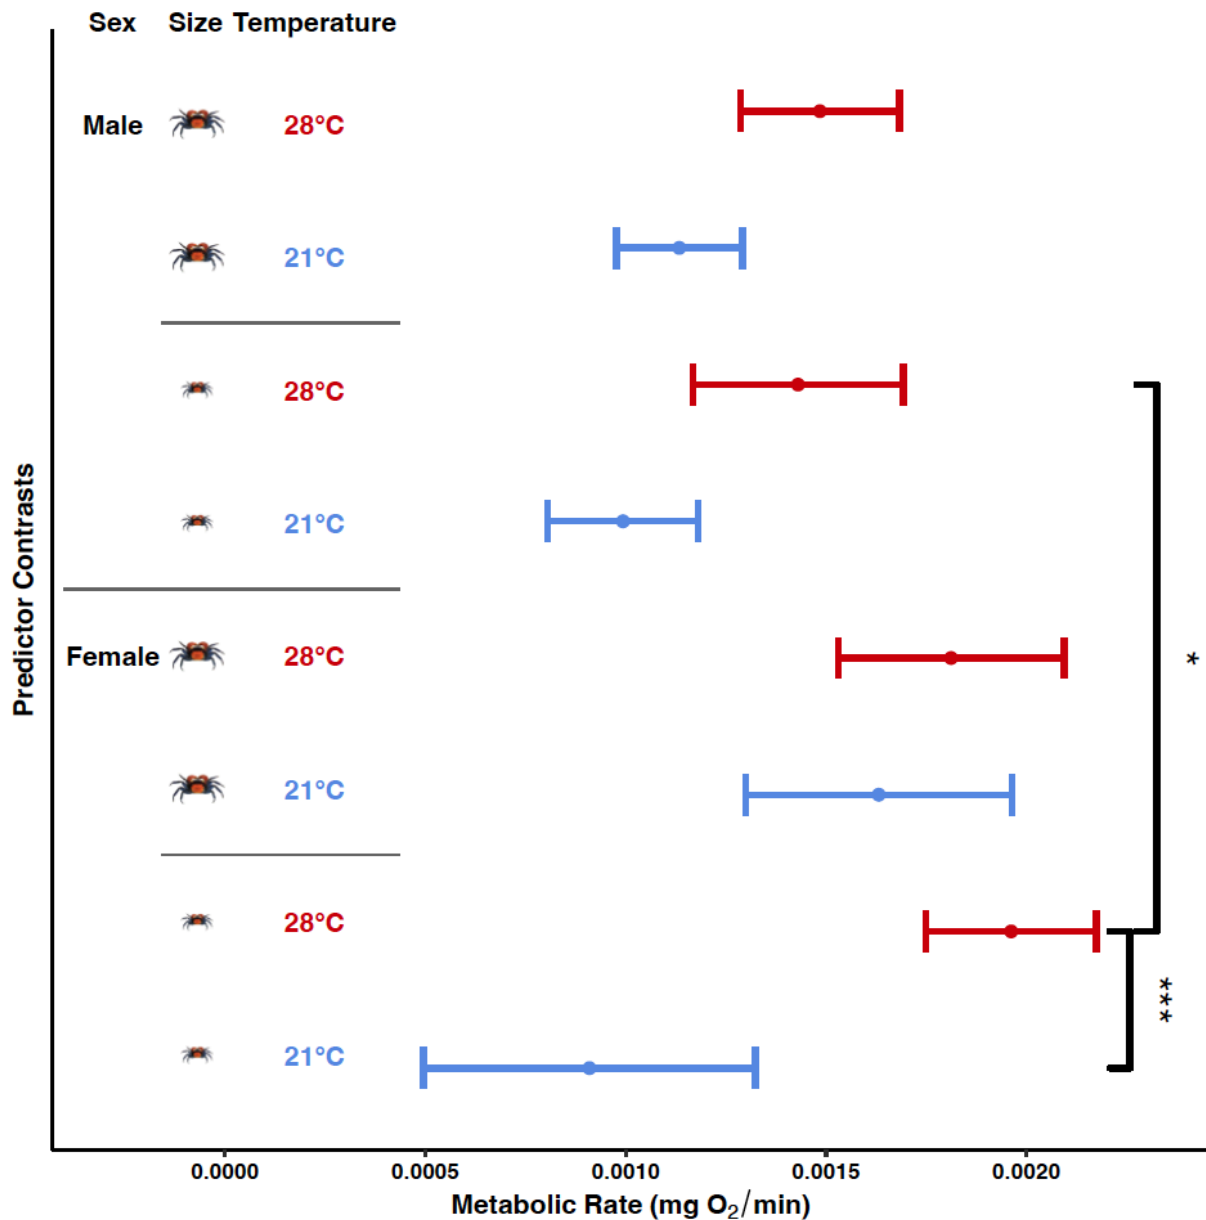 Sex Size Temperature
Male 28°C
21°C
28°C
21°C
Female 28°C
21°C
28°C
21°C
Predictor Contrasts
*
***
0.0000 0.0005 0.0010 0.0015 0.0020
Metabolic Rate (mg O₂/min)